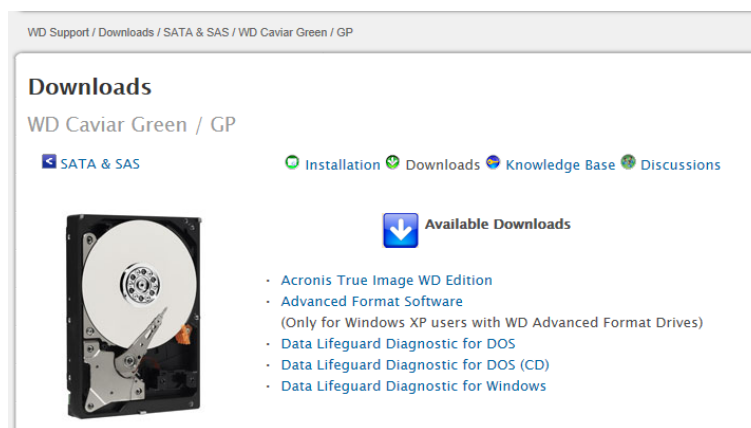 WD Support / Downloads / SATA & SAS / WD Caviar Green / GP
Downloads
WD Caviar Green / GP
SATA & SAS
Installation Downloads Knowledge Base Discussions
Available Downloads
· Acronis True Image WD Edition
· Advanced Format Software
(Only for Windows XP users with WD Advanced Format Drives)
· Data Lifeguard Diagnostic for DOS
· Data Lifeguard Diagnostic for DOS (CD)
· Data Lifeguard Diagnostic for Windows